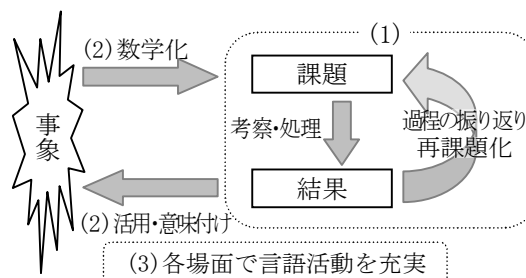 (1)
(2) 数学化
課題
事象
考察・処理
過程の振り返り
再課題化
結果
(2) 活用・意味付け
(3) 各場面で言語活動を充実